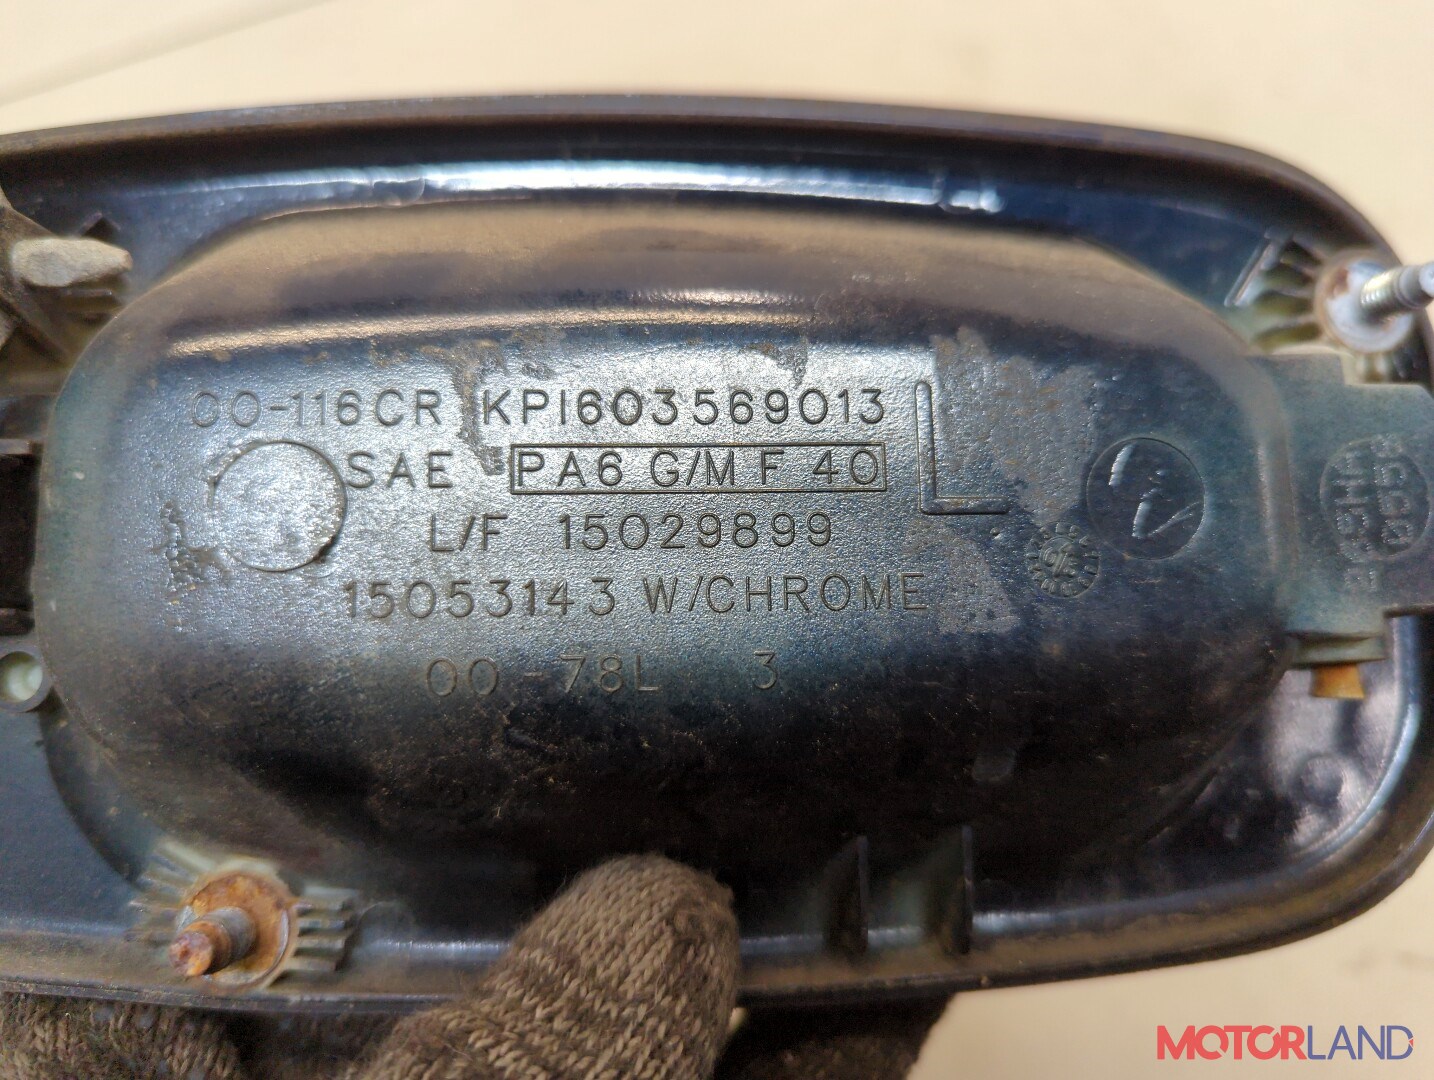 00-116CR KPI603569013
SAE PA6 G/M F 40
L/F 15029899
15053143 W/CHROME
00-78L 3
L
MOTORLAND